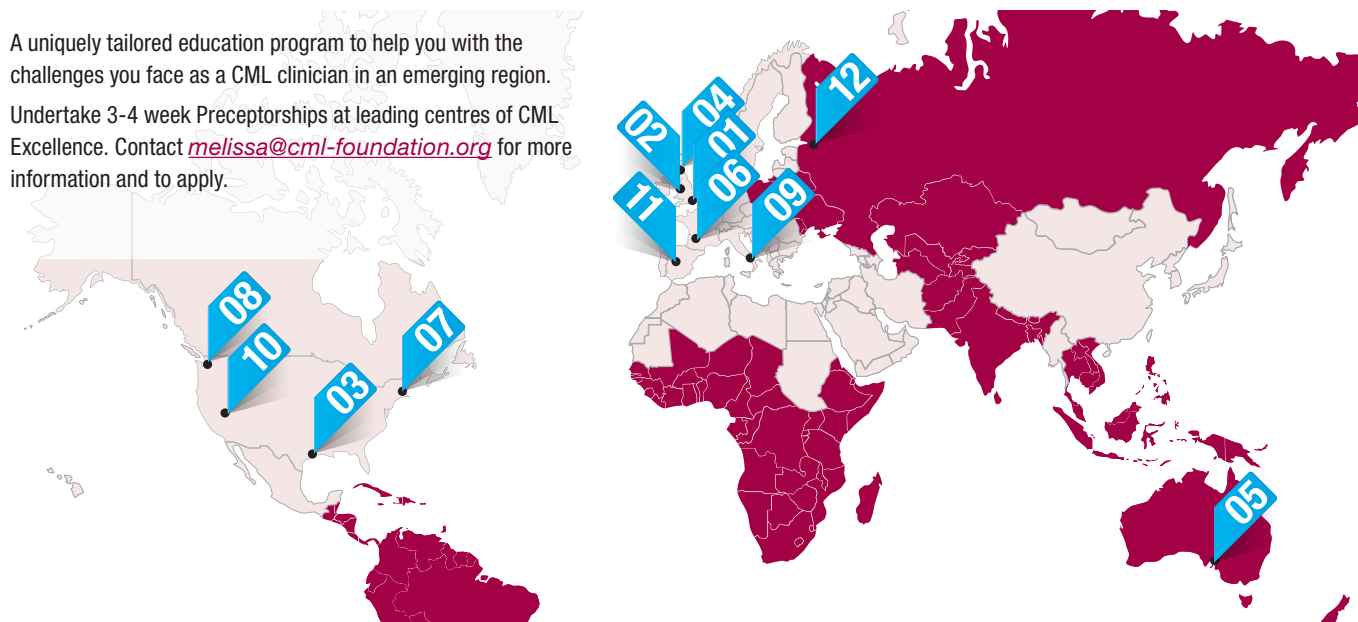 A uniquely tailored education program to help you with the
challenges you face as a CML clinician in an emerging region.
Undertake 3-4 week Preceptorships at leading centres of CML
Excellence. Contact melissa@cml-foundation.org for more
information and to apply.
12
04
02
01
06
11
09
08
07
10
03
05